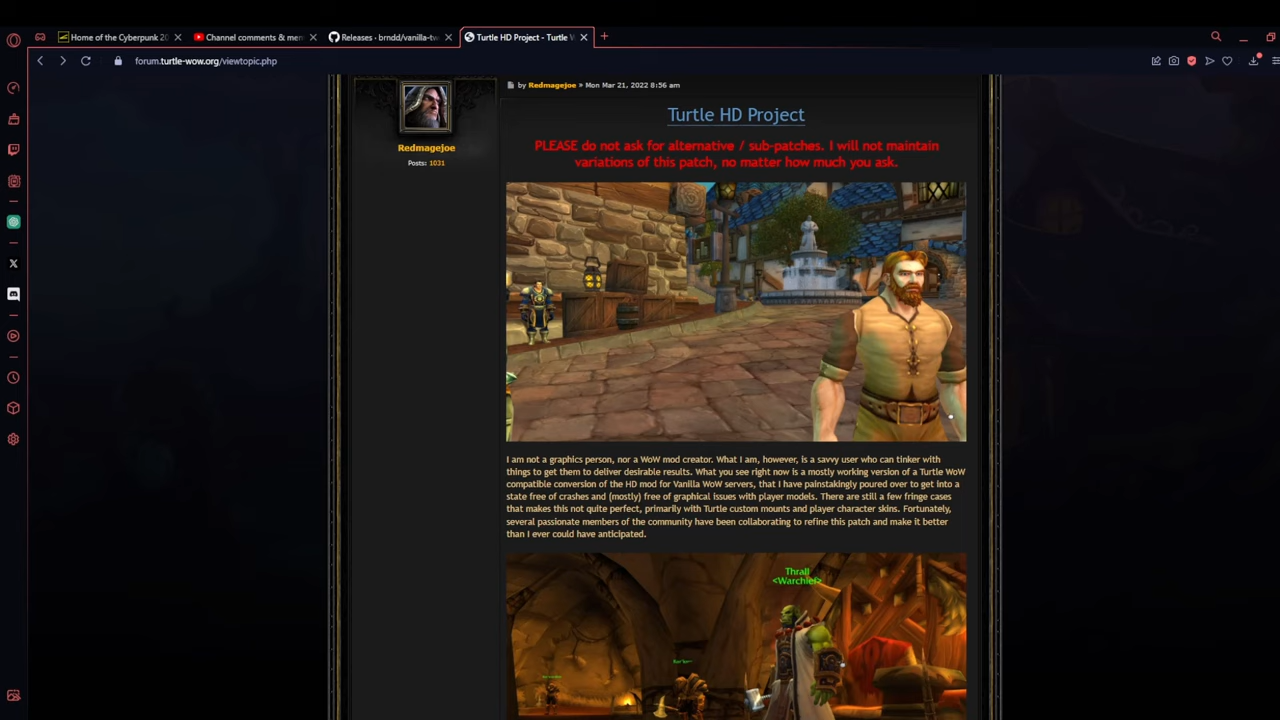 Home of the Cyberpunk 20
Channel comments & men
Releases · brndd/vanilla-tw
Turtle HD Project - Turtle W
forum.turtle-wow.org/viewtopic.php
by Redmagejoe » Mon Mar 21, 2022 8:56 am
Redmagejoe
Posts: 1031
Turtle HD Project
PLEASE do not ask for alternative / sub-patches. I will not maintain
variations of this patch, no matter how much you ask.
I am not a graphics person, nor a WoW mod creator. What I am, however, is a savvy user who can tinker with
things to get them to deliver desirable results. What you see right now is a mostly working version of a Turtle WoW
compatible conversion of the HD mod for Vanilla WoW servers, that I have painstakingly poured over to get into a
state free of crashes and (mostly) free of graphical issues with player models. There are still a few fringe cases
that makes this not quite perfect, primarily with Turtle custom mounts and player character skins. Fortunately,
several passionate members of the community have been collaborating to refine this patch and make it better
than I ever could have anticipated.
Thrall
<Warchief>